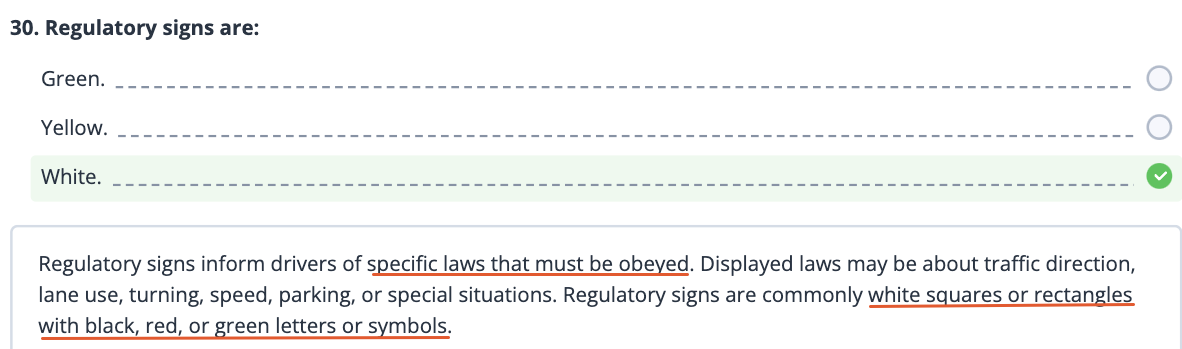 30. Regulatory signs are:
Green.
Yellow.
White.
Regulatory signs inform drivers of specific laws that must be obeyed. Displayed laws may be about traffic direction,
lane use, turning, speed, parking, or special situations. Regulatory signs are commonly white squares or rectangles
with black, red, or green letters or symbols.